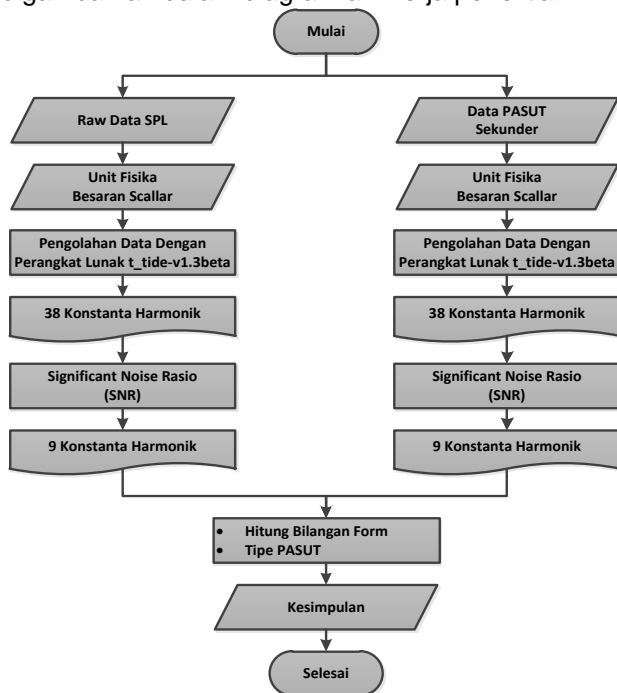 Mulai
Raw Data SPL
Unit Fisika
Besaran Scallar
Pengolahan Data Dengan
Perangkat Lunak t_tide-v1.3beta
38 Konstanta Harmonik
Significant Noise Rasio
(SNR)
9 Konstanta Harmonik
Data PASUT
Sekunder
Unit Fisika
Besaran Scallar
Pengolahan Data Dengan
Perangkat Lunak t_tide-v1.3beta
38 Konstanta Harmonik
Significant Noise Rasio
(SNR)
9 Konstanta Harmonik
• Hitung Bilangan Form
• Tipe PASUT
Kesimpulan
Selesai